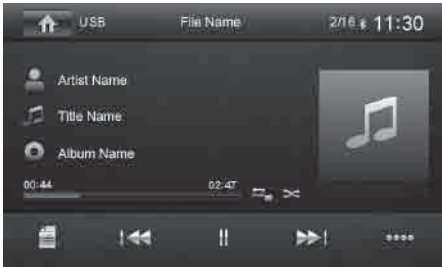 USB File Name 2/16 11:30
Artist Name
Title Name
Album Name
00:44 02:47